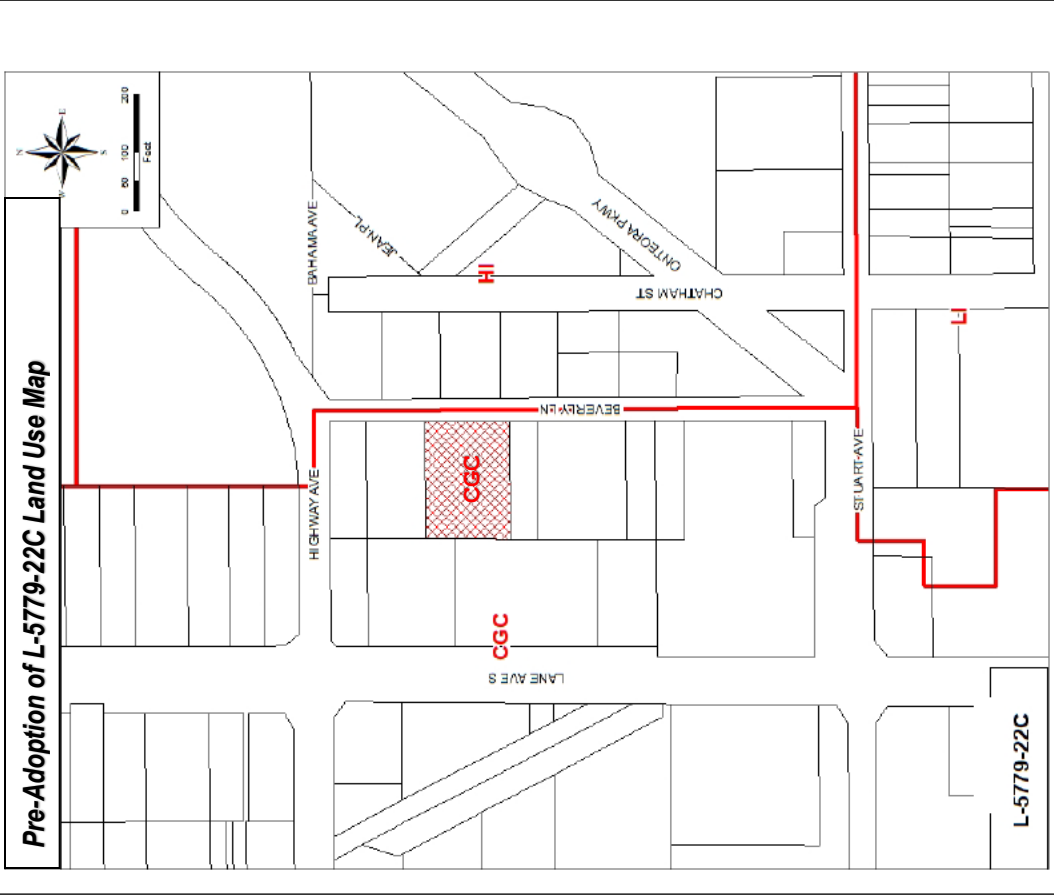 Pre-Adoption of L-5779-22C Land Use Map
N
E
S
W
0 50 100 200
Feet
BAHAMA AVE
JEAN PL
ONTEORA PKWY
HI
CHATHAM ST
LI
BEVERLY LN
HIGHWAY AVE
CGC
STUART AVE
CGC
LANE AVE S
L-5779-22C